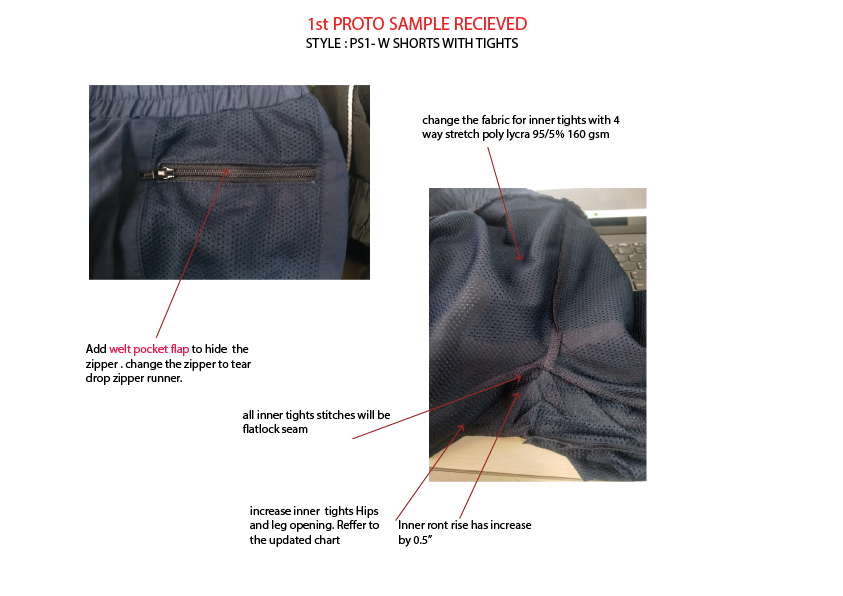 1st PROTO SAMPLE RECIEVED
STYLE : PS1- W SHORTS WITH TIGHTS
change the fabric for inner tights with 4
way stretch poly lycra 95/5% 160 gsm
Add welt pocket flap to hide the
zipper . change the zipper to tear
drop zipper runner.
all inner tights stitches will be
flatlock seam
increase inner tights Hips
and leg opening. Reffer to
the updated chart
Inner ront rise has increase
by 0.5”